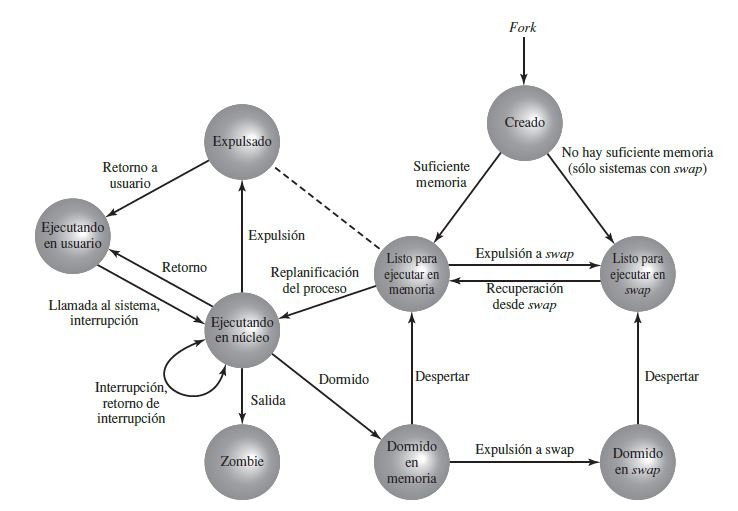 Fork
Creado
Expulsado
No hay suficiente memoria
(sólo sistemas con swap)
Suficiente
memoria
Retorno a
usuario
Ejecutando
en usuario
Expulsión
Listo para
ejecutar en
memoria
Expulsión a swap
Recuperación
desde swap
Listo para
ejecutar en
swap
Retorno
Replanificación
del proceso
Llamada al sistema,
interrupción
Ejecutando
en núcleo
Dormido
Despertar
Despertar
Interrupción,
retorno de
interrupción
Salida
Zombie
Dormido
en
memoria
Expulsión a swap
Dormido
en swap